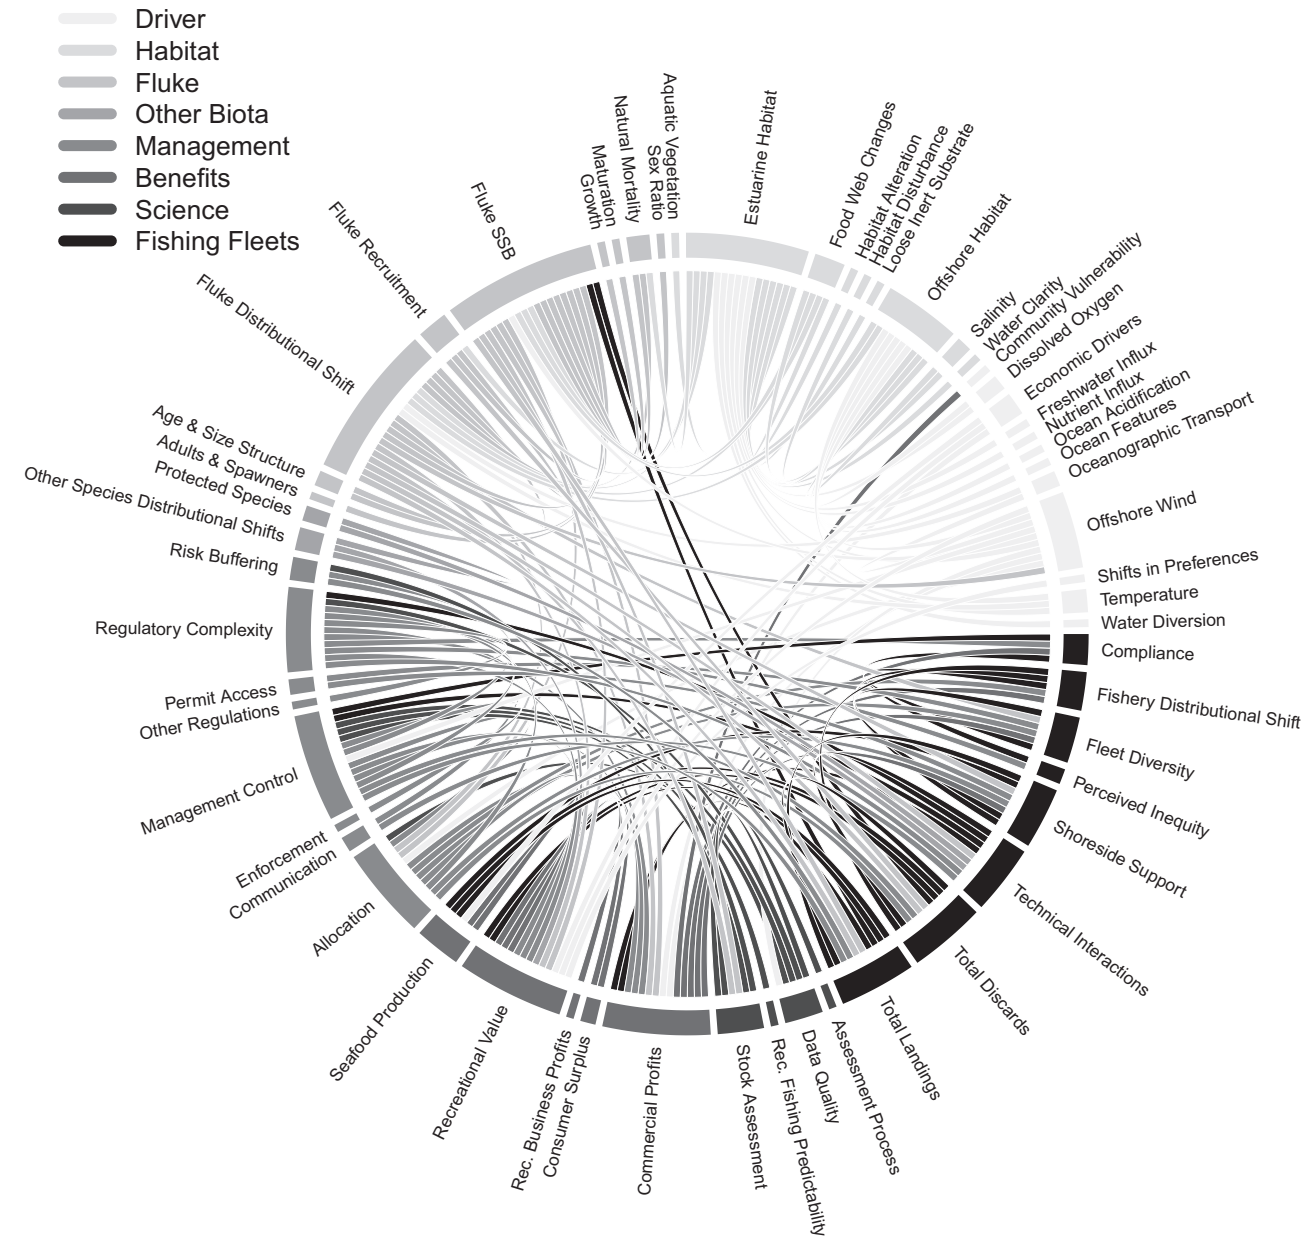 Driver
Habitat
Fluke
Other Biota
Management
Benefits
Science
Fishing Fleets
Aquatic Vegetation
Estuarine Habitat
Food Web Changes
Habitat Alteration
Habitat Disturbance
Loose Inert Substrate
Offshore Habitat
Salinity
Water Clarity
Community Vulnerability
Dissolved Oxygen
Economic Drivers
Freshwater Influx
Nutrient Influx
Ocean Acidification
Ocean Features
Oceanographic Transport
Offshore Wind
Shifts in Preferences
Temperature
Water Diversion
Compliance
Fishery Distributional Shift
Fleet Diversity
Perceived Inequity
Shoreside Support
Technical Interactions
Total Discards
Total Landings
Assessment Process
Data Quality
Rec. Fishing Predictability
Stock Assessment
Commercial Profits
Consumer Surplus
Rec. Business Profits
Recreational Value
Seafood Production
Allocation
Communication
Enforcement
Management Control
Other Regulations
Permit Access
Regulatory Complexity
Risk Buffering
Other Species Distributional Shifts
Protected Species
Adults & Spawners
Age & Size Structure
Fluke Distributional Shift
Fluke Recruitment
Fluke SSB
Growth
Maturation
Natural Mortality
Sex Ratio